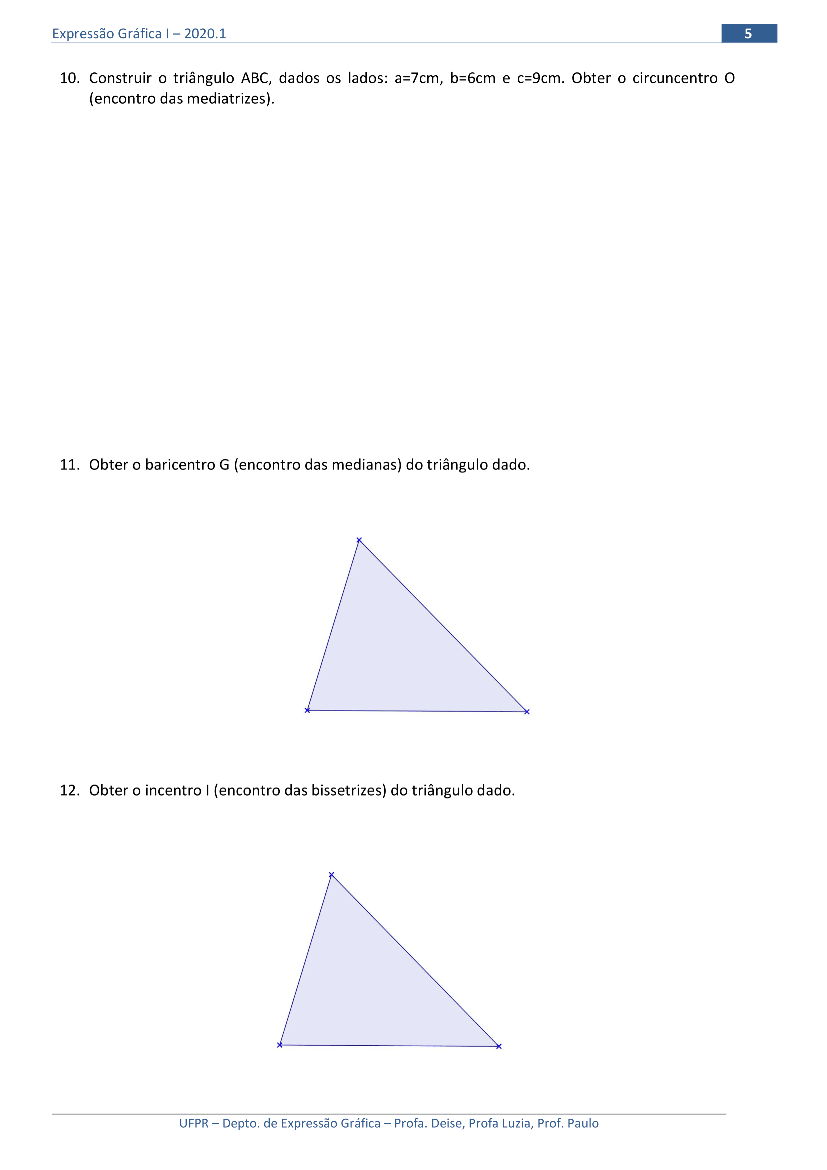 Expressão Gráfica I – 2020.1
5
10. Construir o triângulo ABC, dados os lados: a=7cm, b=6cm e c=9cm. Obter o circuncentro O
(encontro das mediatrizes).
11. Obter o baricentro G (encontro das medianas) do triângulo dado.
12. Obter o incentro I (encontro das bissetrizes) do triângulo dado.
UFPR – Depto. de Expressão Gráfica – Profa. Deise, Profa Luzia, Prof. Paulo